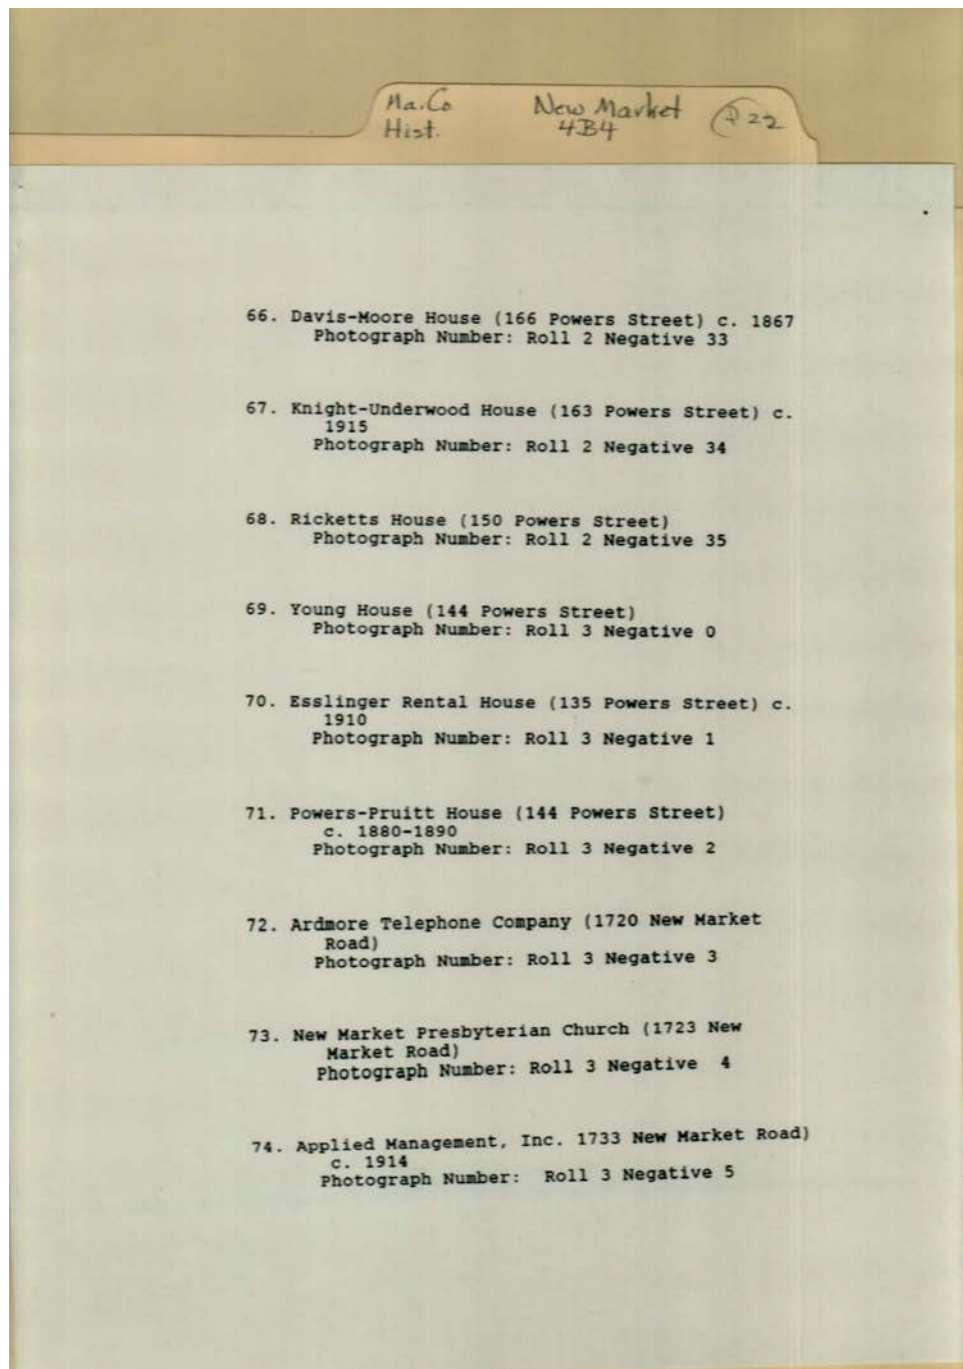 Ma.Co New Market P22
Hist. 4B4
66. Davis-Moore House (166 Powers Street) c. 1867
Photograph Number: Roll 2 Negative 33
67. Knight-Underwood House (163 Powers Street) c.
1915
Photograph Number: Roll 2 Negative 34
68. Ricketts House (150 Powers Street)
Photograph Number: Roll 2 Negative 35
69. Young House (144 Powers Street)
Photograph Number: Roll 3 Negative 0
70. Esslinger Rental House (135 Powers Street) c.
1910
Photograph Number: Roll 3 Negative 1
71. Powers-Pruitt House (144 Powers Street)
c. 1880-1890
Photograph Number: Roll 3 Negative 2
72. Ardmore Telephone Company (1720 New Market
Road)
Photograph Number: Roll 3 Negative 3
73. New Market Presbyterian Church (1723 New
Market Road)
Photograph Number: Roll 3 Negative 4
74. Applied Management, Inc. 1733 New Market Road)
c. 1914
Photograph Number: Roll 3 Negative 5